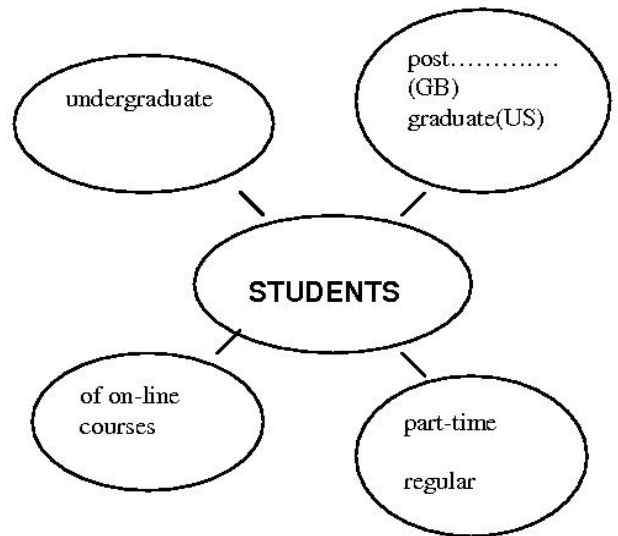 undergraduate
post.............
(GB)
graduate(US)
STUDENTS
of on-line
courses
part-time
regular